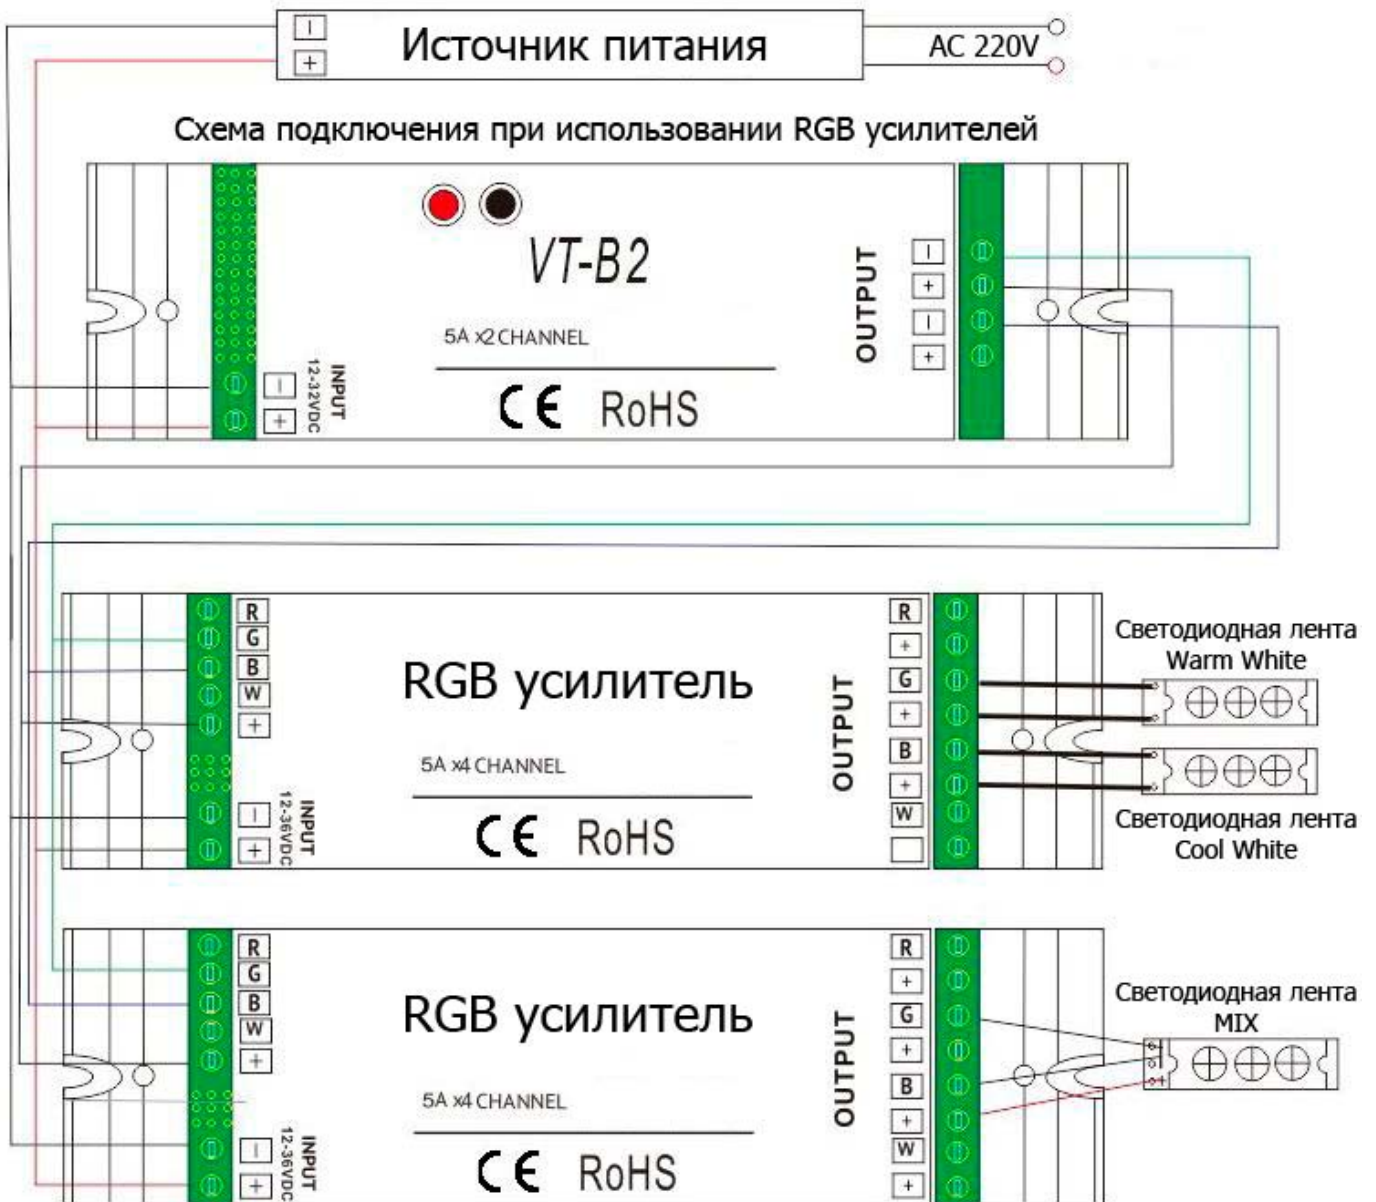 −
+
Источник питания
AC 220V
Схема подключения при использовании RGB усилителей
VT-B2
5A x2 CHANNEL
CE RoHS
−
+
INPUT
12-32VDC
OUTPUT
−
+
−
+
R
G
B
W
+
−
+
INPUT
12-36VDC
RGB усилитель
5A x4 CHANNEL
CE RoHS
OUTPUT
R
+
G
+
B
+
W
Светодиодная лента
Warm White
Светодиодная лента
Cool White
R
G
B
W
+
−
+
INPUT
12-36VDC
RGB усилитель
5A x4 CHANNEL
CE RoHS
OUTPUT
R
+
G
+
B
+
W
+
Светодиодная лента
MIX